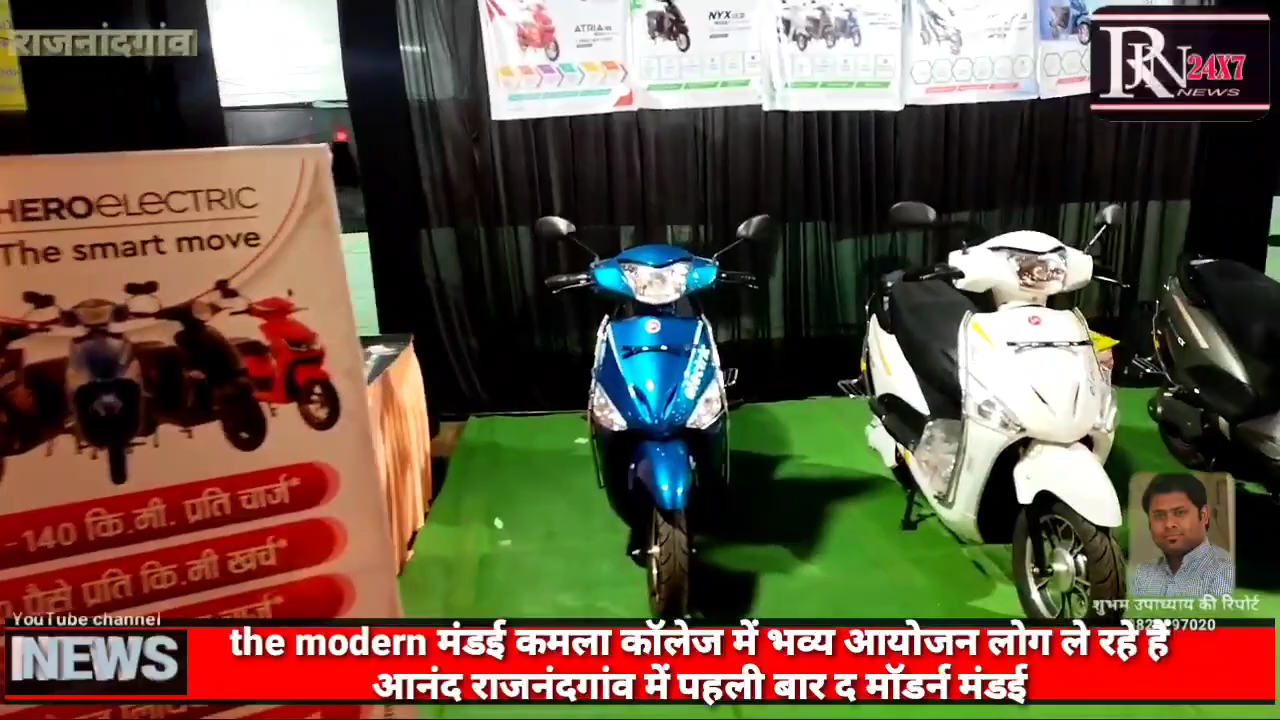 राजनांदगांव
ATRIA
NYX
RJN
24X7
NEWS
HEROeLecTRIC
The smart move
-140 कि.मी. प्रति चार्ज*
पैसे प्रति कि.मी खर्च*
YouTube channel
शुभम उपाध्याय की रिपोर्ट
NEWS
the modern मंडई कमला कॉलेज में भव्य आयोजन लोग ले रहे हैं
आनंद राजनंदगांव में पहली बार द मॉडर्न मंडई